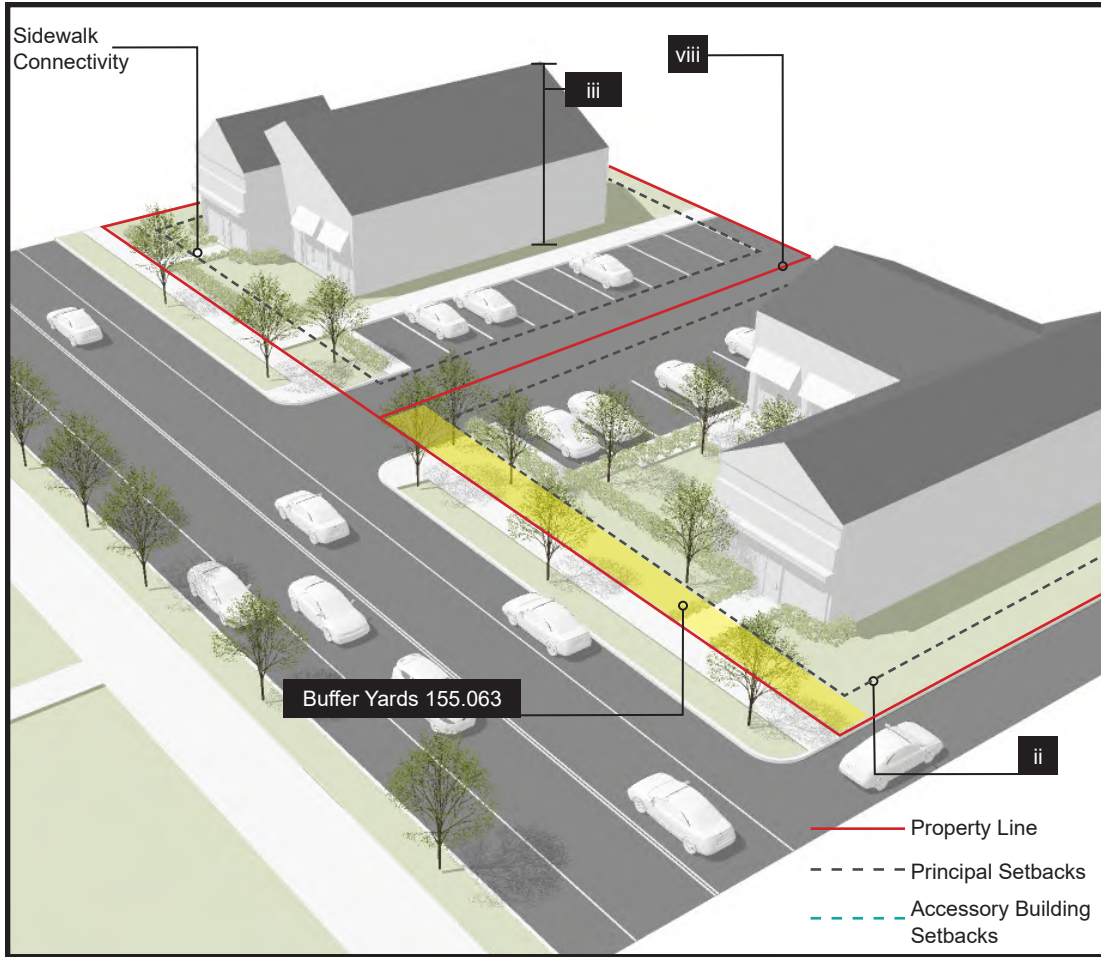 Sidewalk
Connectivity
iii
viii
Buffer Yards 155.063
ii
Property Line
Principal Setbacks
Accessory Building
Setbacks